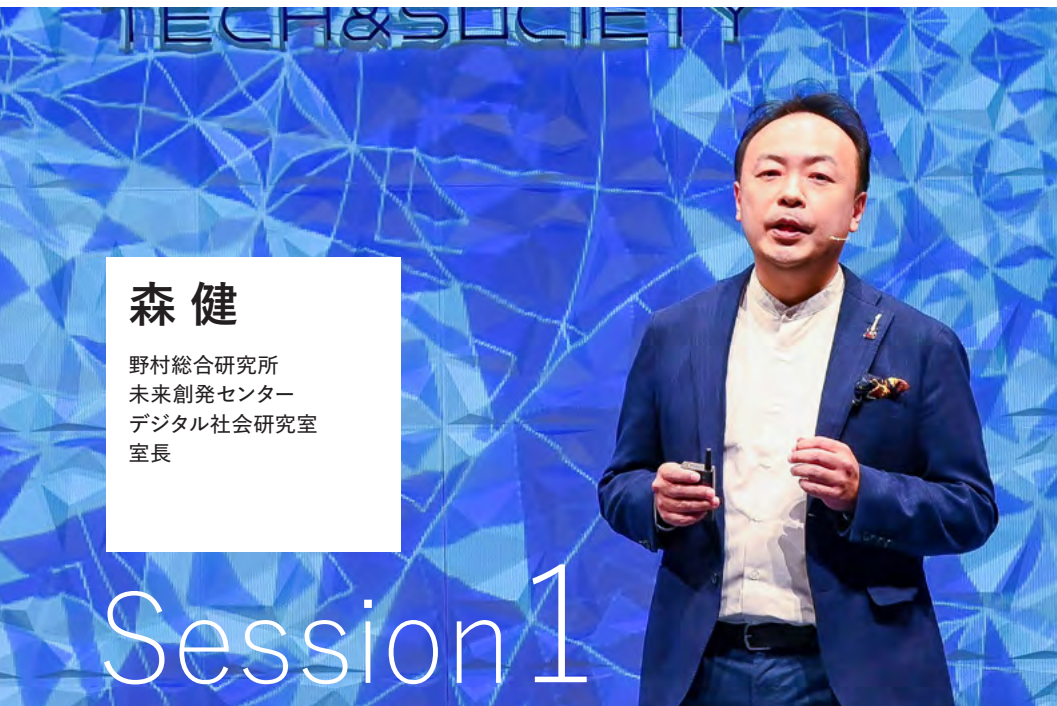 TECH&SOCIETY
森 健
野村総合研究所
未来創発センター
デジタル社会研究室
室長
Session1